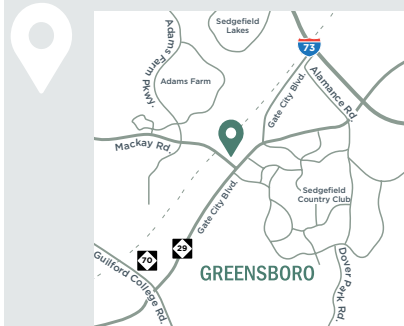 Sedgefield
Lakes
Adams Farm Pkwy.
73
Adams Farm
Gate City Blvd.
Alamance Rd.
Mackay Rd.
Sedgefield
Country Club
Gate City Blvd.
29
70
Guilford College Rd.
GREENSBORO
Dover Park Rd.